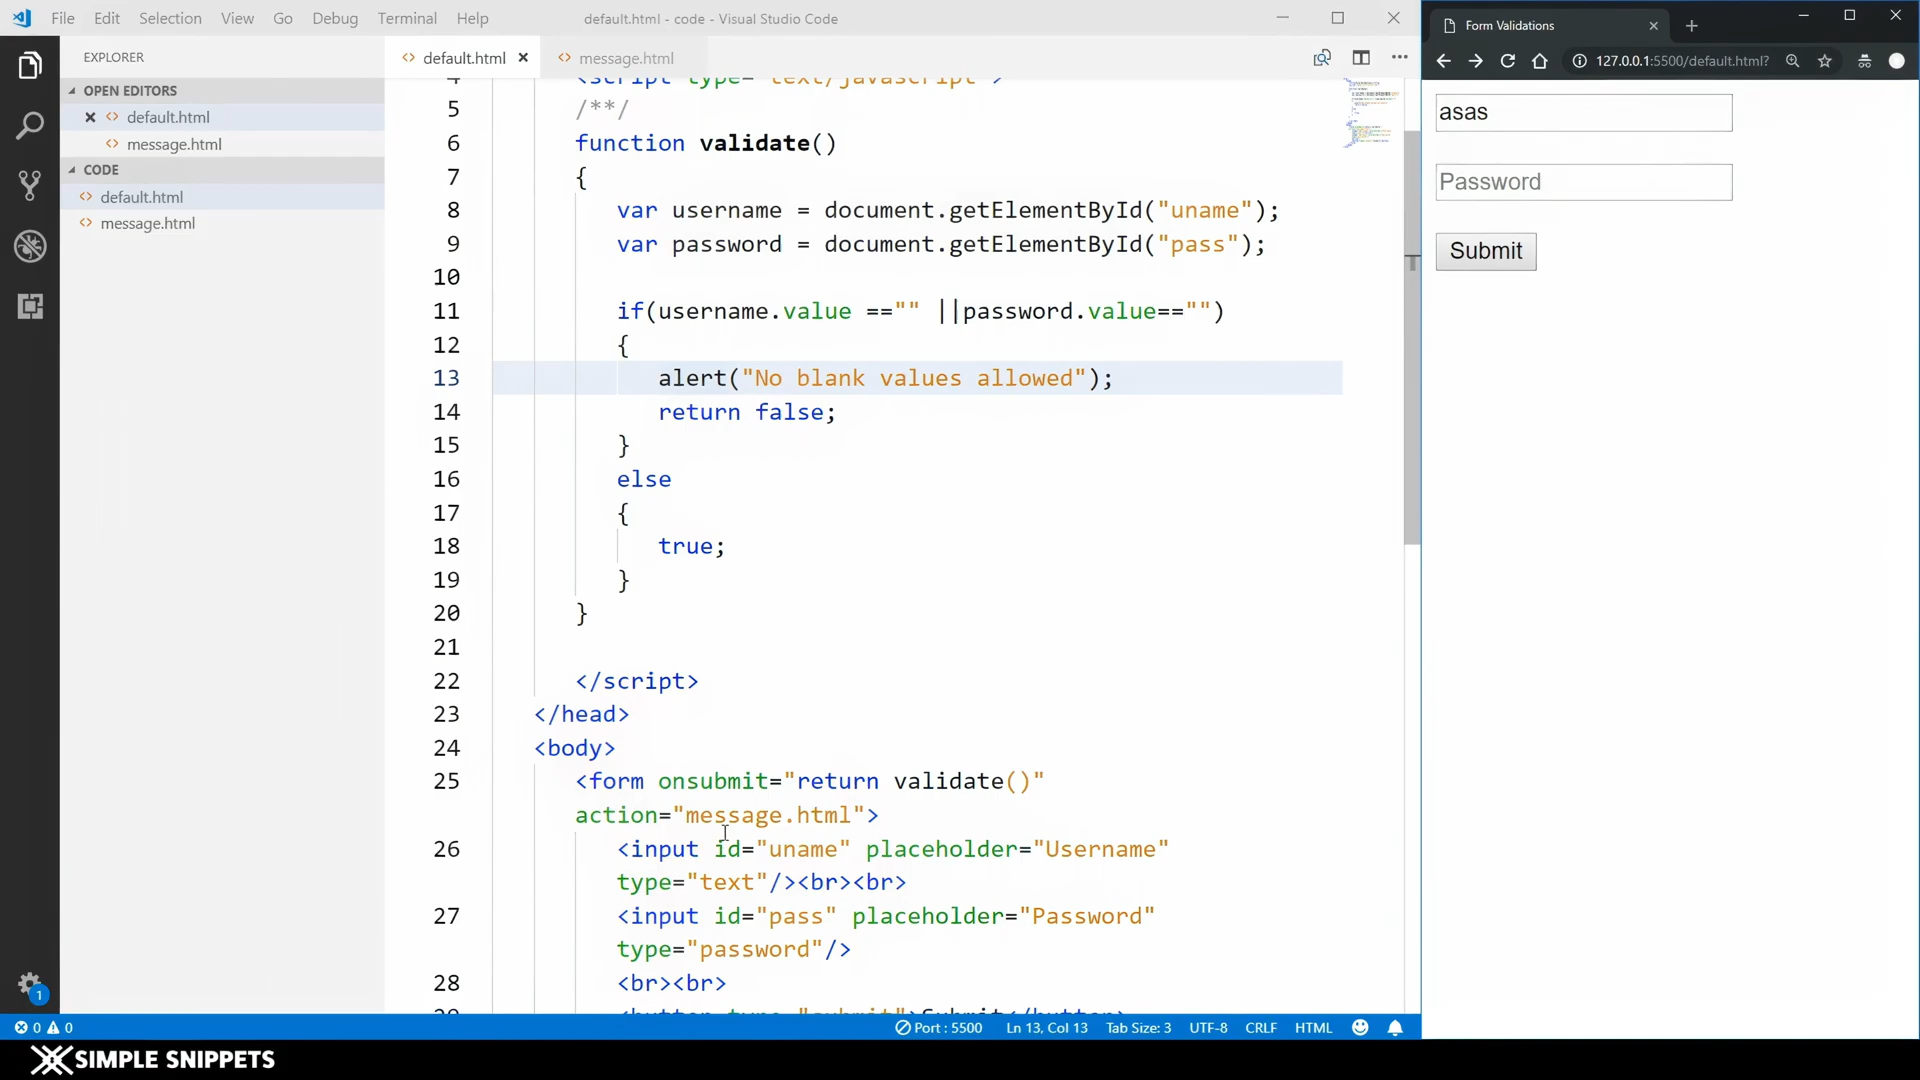 File Edit Selection View Go Debug Terminal Help
default.html - code - Visual Studio Code
EXPLORER
OPEN EDITORS
default.html
message.html
CODE
default.html
message.html
default.html
message.html
4 <script type="text/javascript">
5 /**/
6 function validate()
7 {
8 var username = document.getElementById("uname");
9 var password = document.getElementById("pass");
10
11 if(username.value =="" ||password.value=="")
12 {
13 alert("No blank values allowed");
14 return false;
15 }
16 else
17 {
18 true;
19 }
20 }
21
22 </script>
23 </head>
24 <body>
25 <form onsubmit="return validate()"
action="message.html">
26 <input id="uname" placeholder="Username"
type="text"/><br><br>
27 <input id="pass" placeholder="Password"
type="password"/>
28 <br><br>
29 <button type="submit">Submit</button>
1
0 0
Port : 5500 Ln 13, Col 13 Tab Size: 3 UTF-8 CRLF HTML
Form Validations
127.0.0.1:5500/default.html?
asas
Password
Submit
SIMPLE SNIPPETS